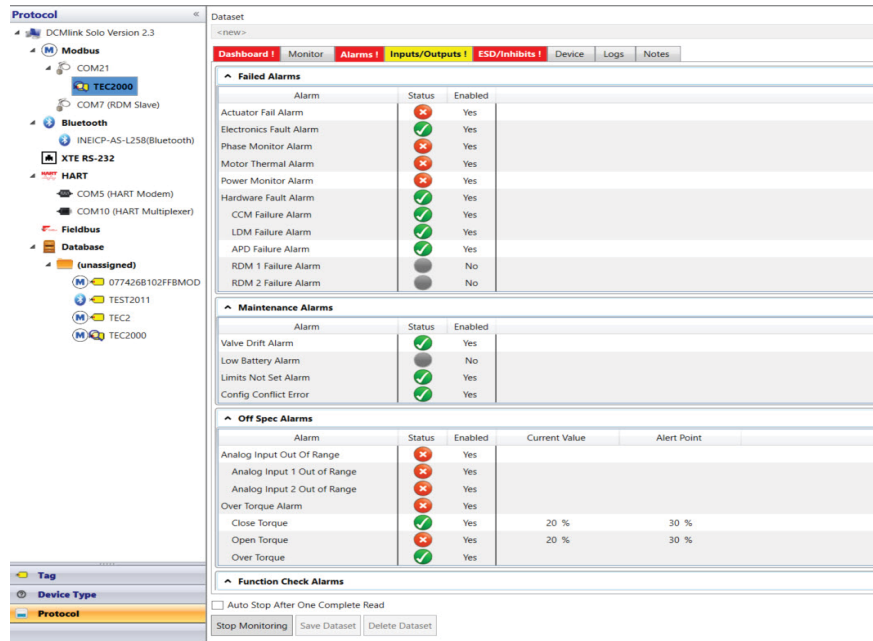 Protocol «
DCMlink Solo Version 2.3
M Modbus
COM21
TEC2000
COM7 (RDM Slave)
Bluetooth
INEICP-AS-L258(Bluetooth)
XTE RS-232
HART HART
COM5 (HART Modem)
COM10 (HART Multiplexer)
Fieldbus
Database
(unassigned)
M 077426B102FFBMOD
TEST2011
M TEC2
M TEC2000
Tag
Device Type
Protocol
Dataset
<new>
Dashboard ! Monitor Alarms ! Inputs/Outputs ! ESD/Inhibits ! Device Logs Notes
Failed Alarms
Alarm Status Enabled
Actuator Fail Alarm Yes
Electronics Fault Alarm Yes
Phase Monitor Alarm Yes
Motor Thermal Alarm Yes
Power Monitor Alarm Yes
Hardware Fault Alarm Yes
CCM Failure Alarm Yes
LDM Failure Alarm Yes
APD Failure Alarm Yes
RDM 1 Failure Alarm No
RDM 2 Failure Alarm No
Maintenance Alarms
Alarm Status Enabled
Valve Drift Alarm Yes
Low Battery Alarm No
Limits Not Set Alarm Yes
Config Conflict Error Yes
Off Spec Alarms
Alarm Status Enabled Current Value Alert Point
Analog Input Out Of Range Yes
Analog Input 1 Out of Range Yes
Analog Input 2 Out of Range Yes
Over Torque Alarm Yes
Close Torque Yes 20 % 30 %
Open Torque Yes 20 % 30 %
Over Torque Yes
Function Check Alarms
Auto Stop After One Complete Read
Stop Monitoring Save Dataset Delete Dataset